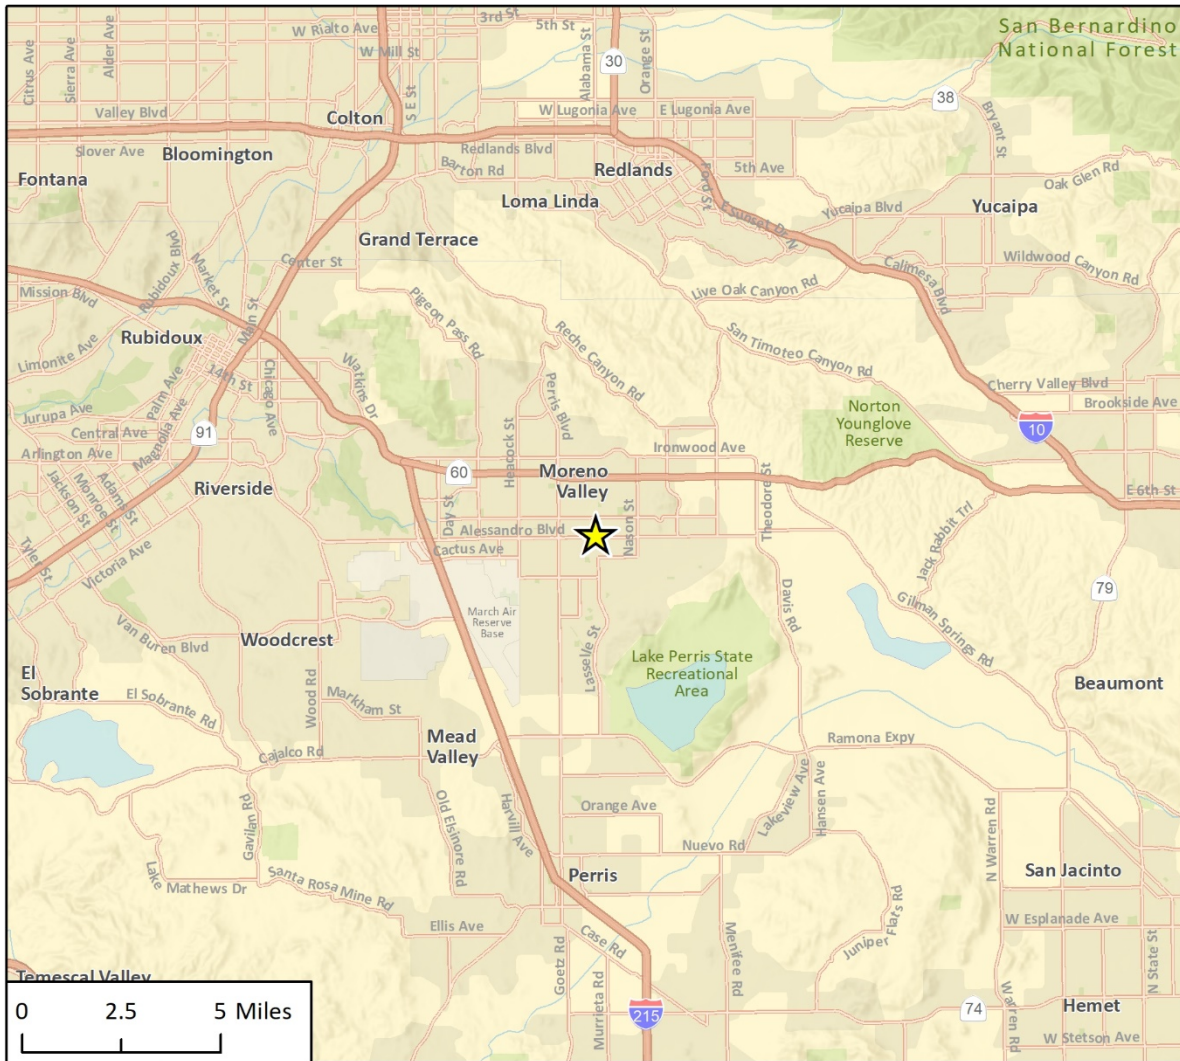 3rd St
5th St
W Rialto Ave
W Mill St
Alabama St
Orange St
San Bernardino
National Forest
Citrus Ave
Sierra Ave
Alder Ave
30
38
Valley Blvd
Colton
S E St
W Lugonia Ave
E Lugonia Ave
Bryant St
Slover Ave
Bloomington
Redlands Blvd
Barton Rd
Redlands
5th Ave
Ford St
Fontana
Oak Glen Rd
Loma Linda
Yucaipa Blvd
Yucaipa
E Sunset Dr N
Grand Terrace
Rubidoux Blvd
Market St
Center St
Calimesa Blvd
Wildwood Canyon Rd
Mission Blvd
Main St
Pigeon Pass Rd
Live Oak Canyon Rd
Rubidoux
Limonite Ave
14th St
Chicago Ave
Watkins Dr
Reche Canyon Rd
San Timoteo Canyon Rd
Palm Ave
Magnolia Ave
Perris Blvd
Cherry Valley Blvd
Brookside Ave
Jurupa Ave
Central Ave
91
Norton
Younglove
Reserve
10
Arlington Ave
Heacock St
Ironwood Ave
Jackson St
Monroe St
Adams St
Riverside
60
Moreno
Valley
Theodore St
E 6th St
Day St
Nason St
Alessandro Blvd
Cactus Ave
Jack Rabbit Trl
Tyler St
Victoria Ave
79
Davis Rd
Gilman Springs Rd
March Air
Reserve
Base
Van Buren Blvd
Woodcrest
Lasselle St
Lake Perris State
Recreational
Area
El
Sobrante
El Sobrante Rd
Wood Rd
Markham St
Beaumont
Mead
Valley
Ramona Expy
Cajalco Rd
Gavilan Rd
Old Elsinore Rd
Harvill Ave
Orange Ave
Lakeview Ave
Hansen Ave
N Warren Rd
Nuevo Rd
Perris
San Jacinto
Lake Mathews Dr
Santa Rosa Mine Rd
Ellis Ave
Juniper Flats Rd
W Esplanade Ave
Case Rd
Goetz Rd
Menifee Rd
N State St
Temescal Valley
Murrieta Rd
215
74
Warren Rd
Hemet
W Stetson Ave
0 2.5 5 Miles